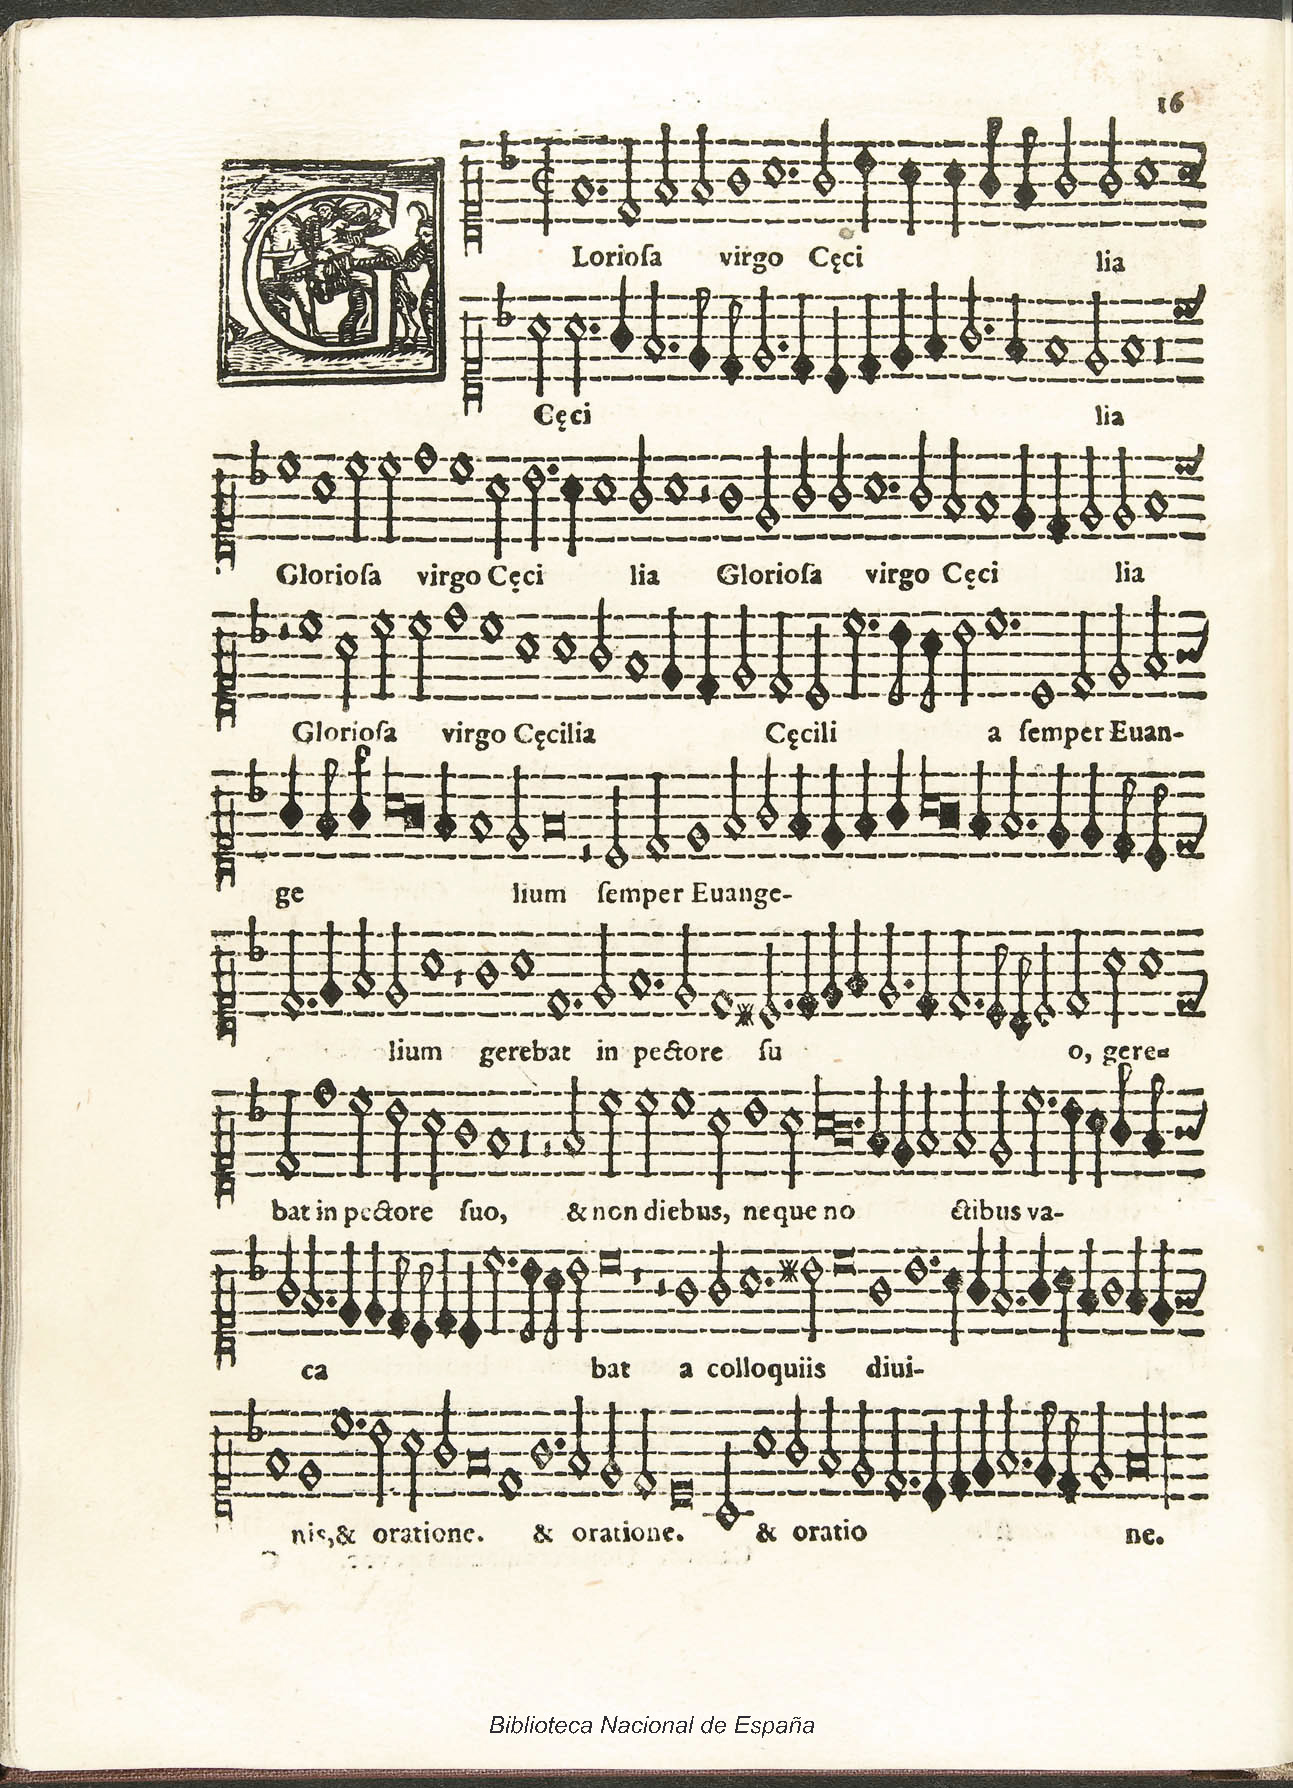 16
GLorioſa virgo Cęci lia
Cęci lia
Glorioſa virgo Cęci lia Glorioſa virgo Cęci lia
Glorioſa virgo Cęcilia Cęcili a ſemper Euan-
ge lium ſemper Euange-
lium gerebat in pectore ſu o, gere=
bat in pectore ſuo, & non diebus, neque no ctibus va-
ca bat a colloquiis diui-
nis,& oratione. & oratione. & oratio ne.
Biblioteca Nacional de España